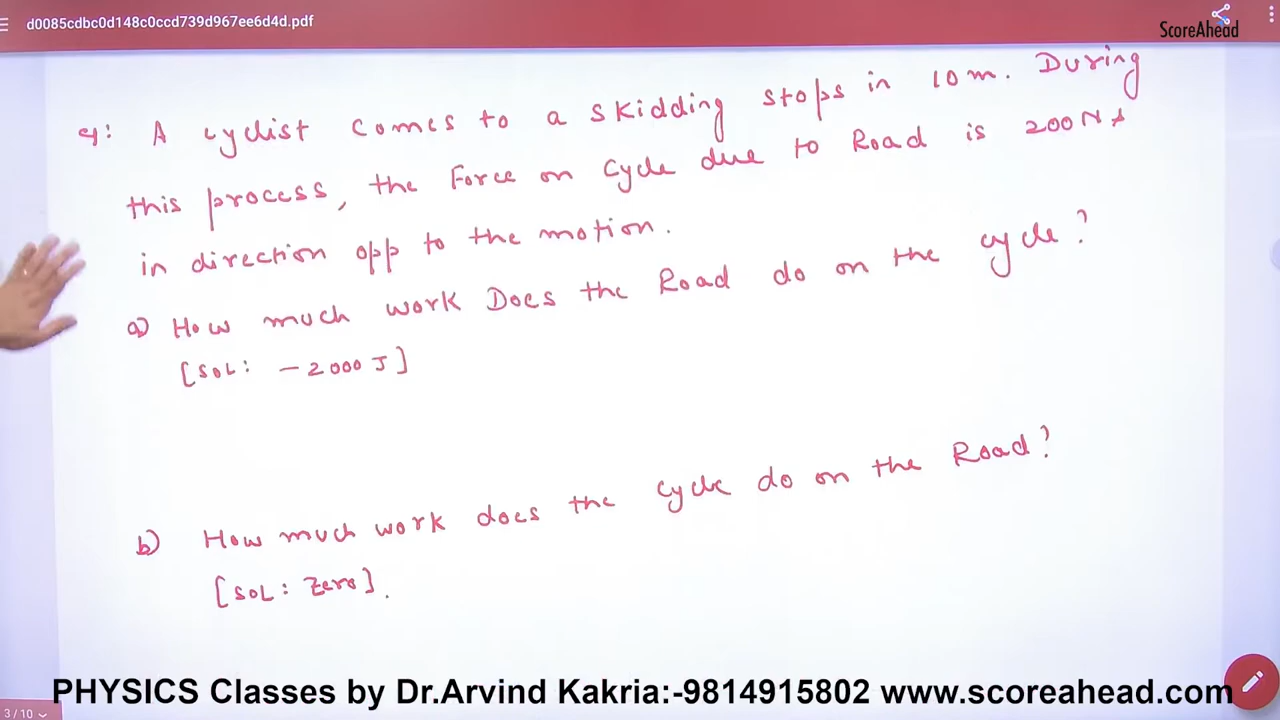 d0085cdbc0d148c0ccd739d967ee6d4d.pdf
ScoreAhead
Q: A cyclist comes to a skidding stops in 10m. During
this process, the Force on Cycle due to Road is 200N &
in direction opp to the motion.
a) How much work Does the Road do on the cycle?
[SOL: - 2000 J]
b) How much work does the cycle do on the Road?
[SOL: Zero].
PHYSICS Classes by Dr.Arvind Kakria:-9814915802 www.scoreahead.com
3 / 10